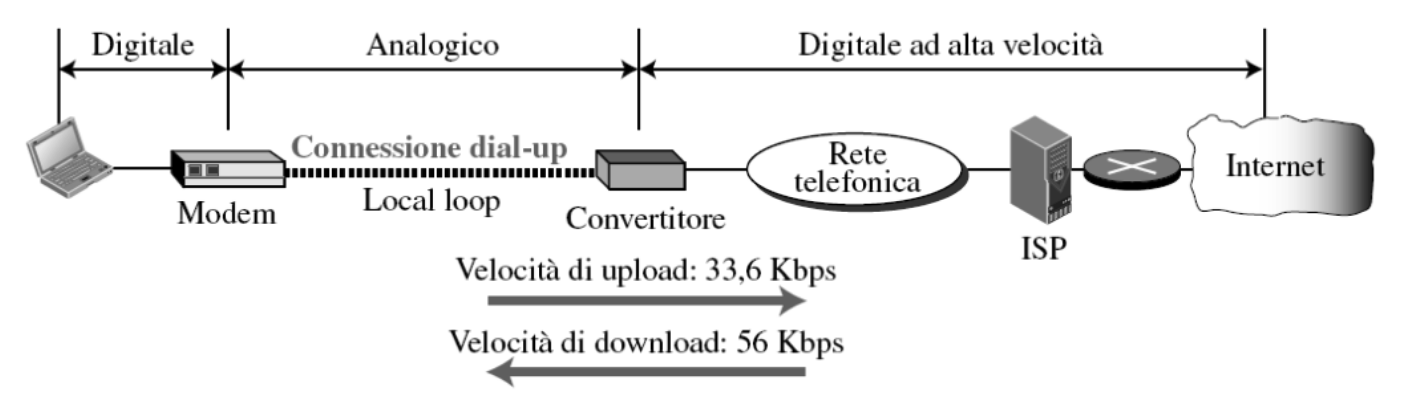 Digitale
Analogico
Digitale ad alta velocità
Connessione dial-up
Local loop
Modem
Convertitore
Rete
telefonica
ISP
Internet
Velocità di upload: 33,6 Kbps
Velocità di download: 56 Kbps